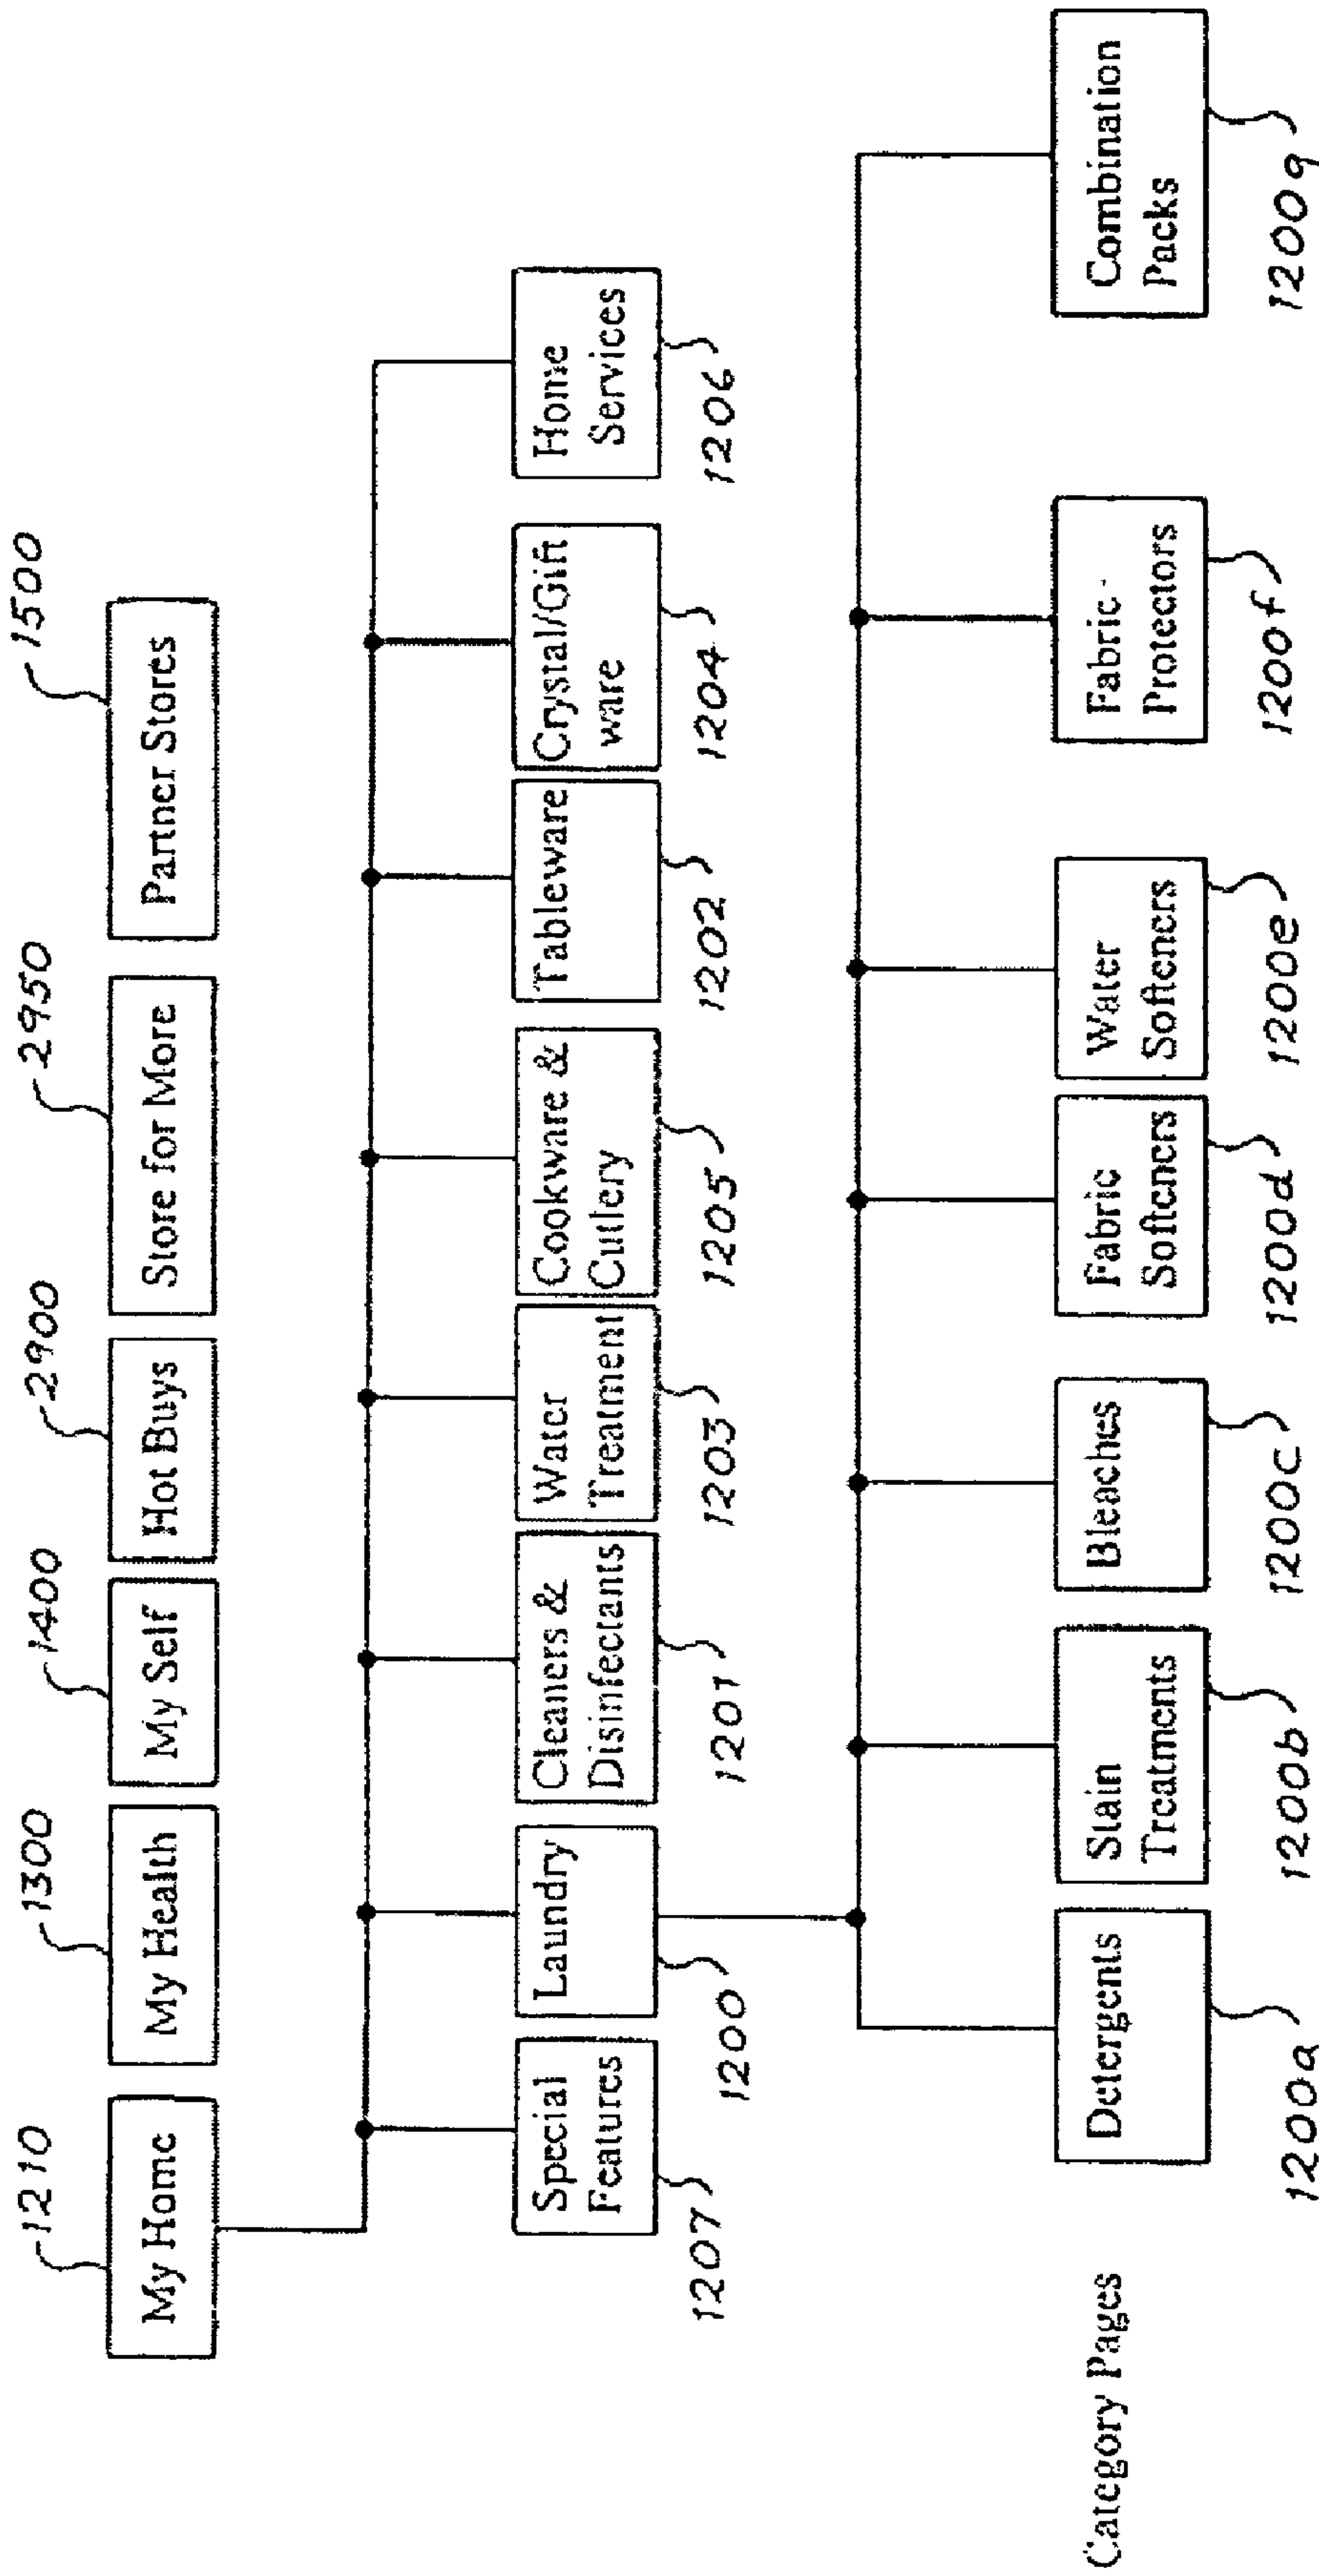 1210
1300
1400
2900
2950
1500
My Home
My Health
My Self
Hot Buys
Store for More
Partner Stores
Special
Features
Laundry
Cleaners &
Disinfectants
Water
Treatment
Cookware &
Cutlery
Tableware
Crystal/Gift
ware
Home
Services
1207
1200
1201
1203
1205
1202
1204
1206
Category Pages
Detergents
Stain
Treatments
Bleaches
Fabric
Softeners
Water
Softeners
Fabric -
Protectors
Combination
Packs
1200a
1200b
1200c
1200d
1200e
1200f
1200g